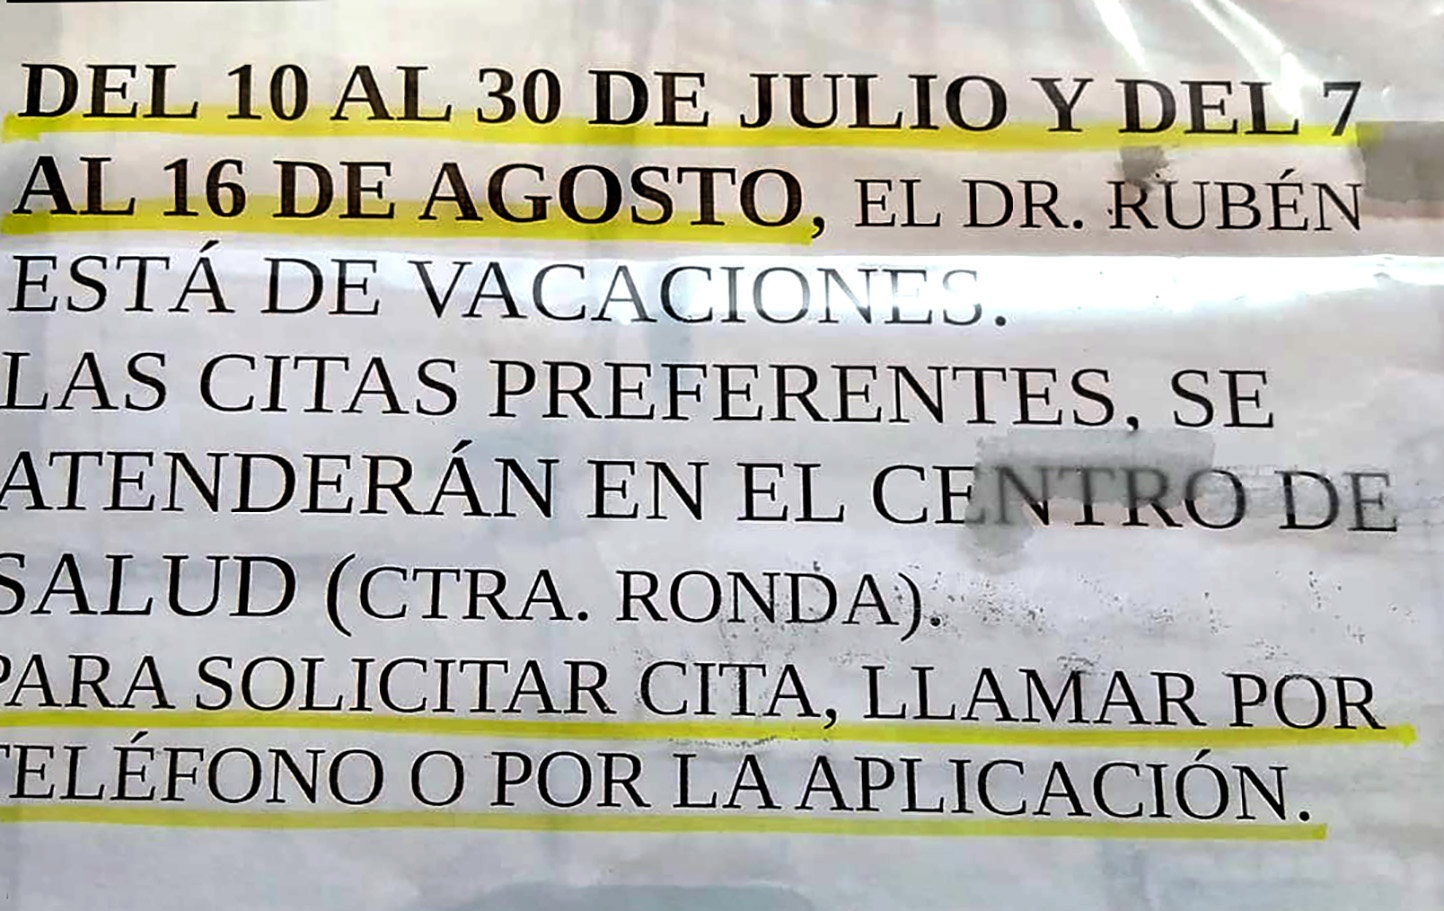 DEL 10 AL 30 DE JULIO Y DEL 7
AL 16 DE AGOSTO, EL DR. RUBÉN
ESTÁ DE VACACIONES.
LAS CITAS PREFERENTES, SE
ATENDERÁN EN EL CENTRO DE
SALUD (CTRA. RONDA).
PARA SOLICITAR CITA, LLAMAR POR
TELÉFONO O POR LA APLICACIÓN.